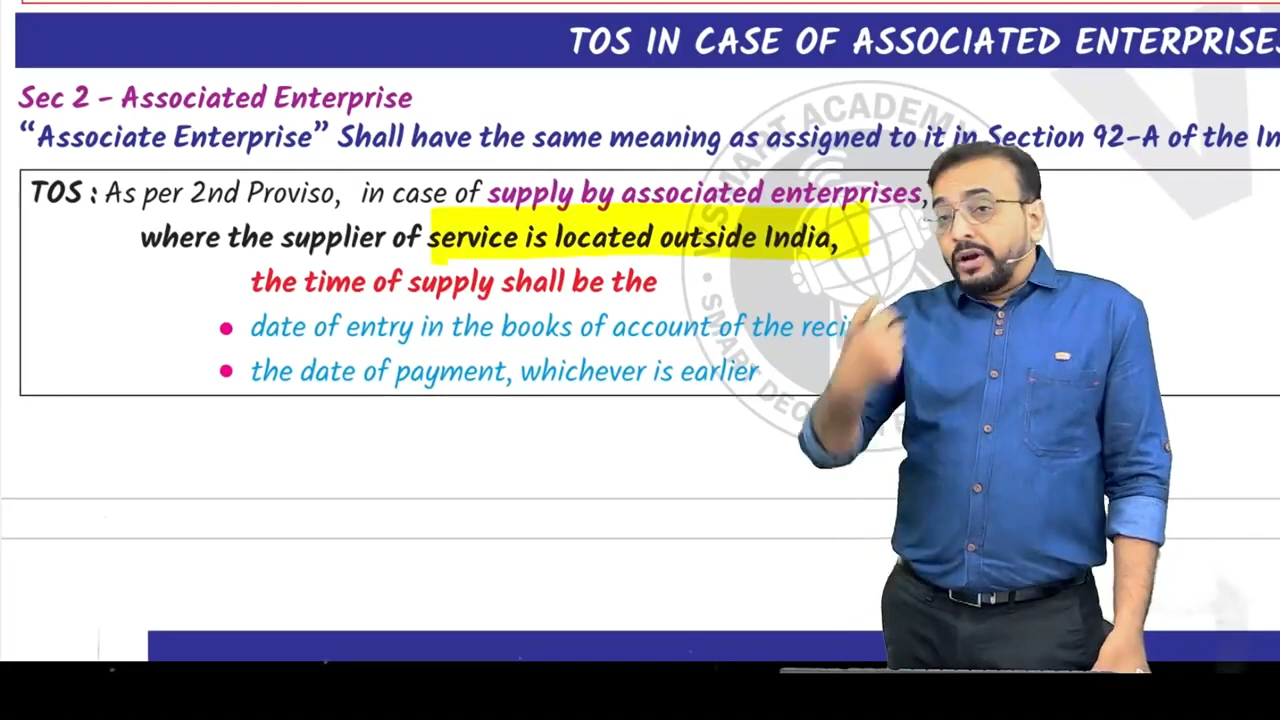 TOS IN CASE OF ASSOCIATED
Sec 2 - Associated Enterprise
“Associate Enterprise” Shall have the same meaning as assigned to it in Section 92-A of the
TOS : As per 2nd Proviso, in case of supply by associated enterprises,
where the supplier of service is located outside India,
the time of supply shall be the
• date of entry in the books of account of the
• the date of payment, whichever is earlier
SMART ACADEMY